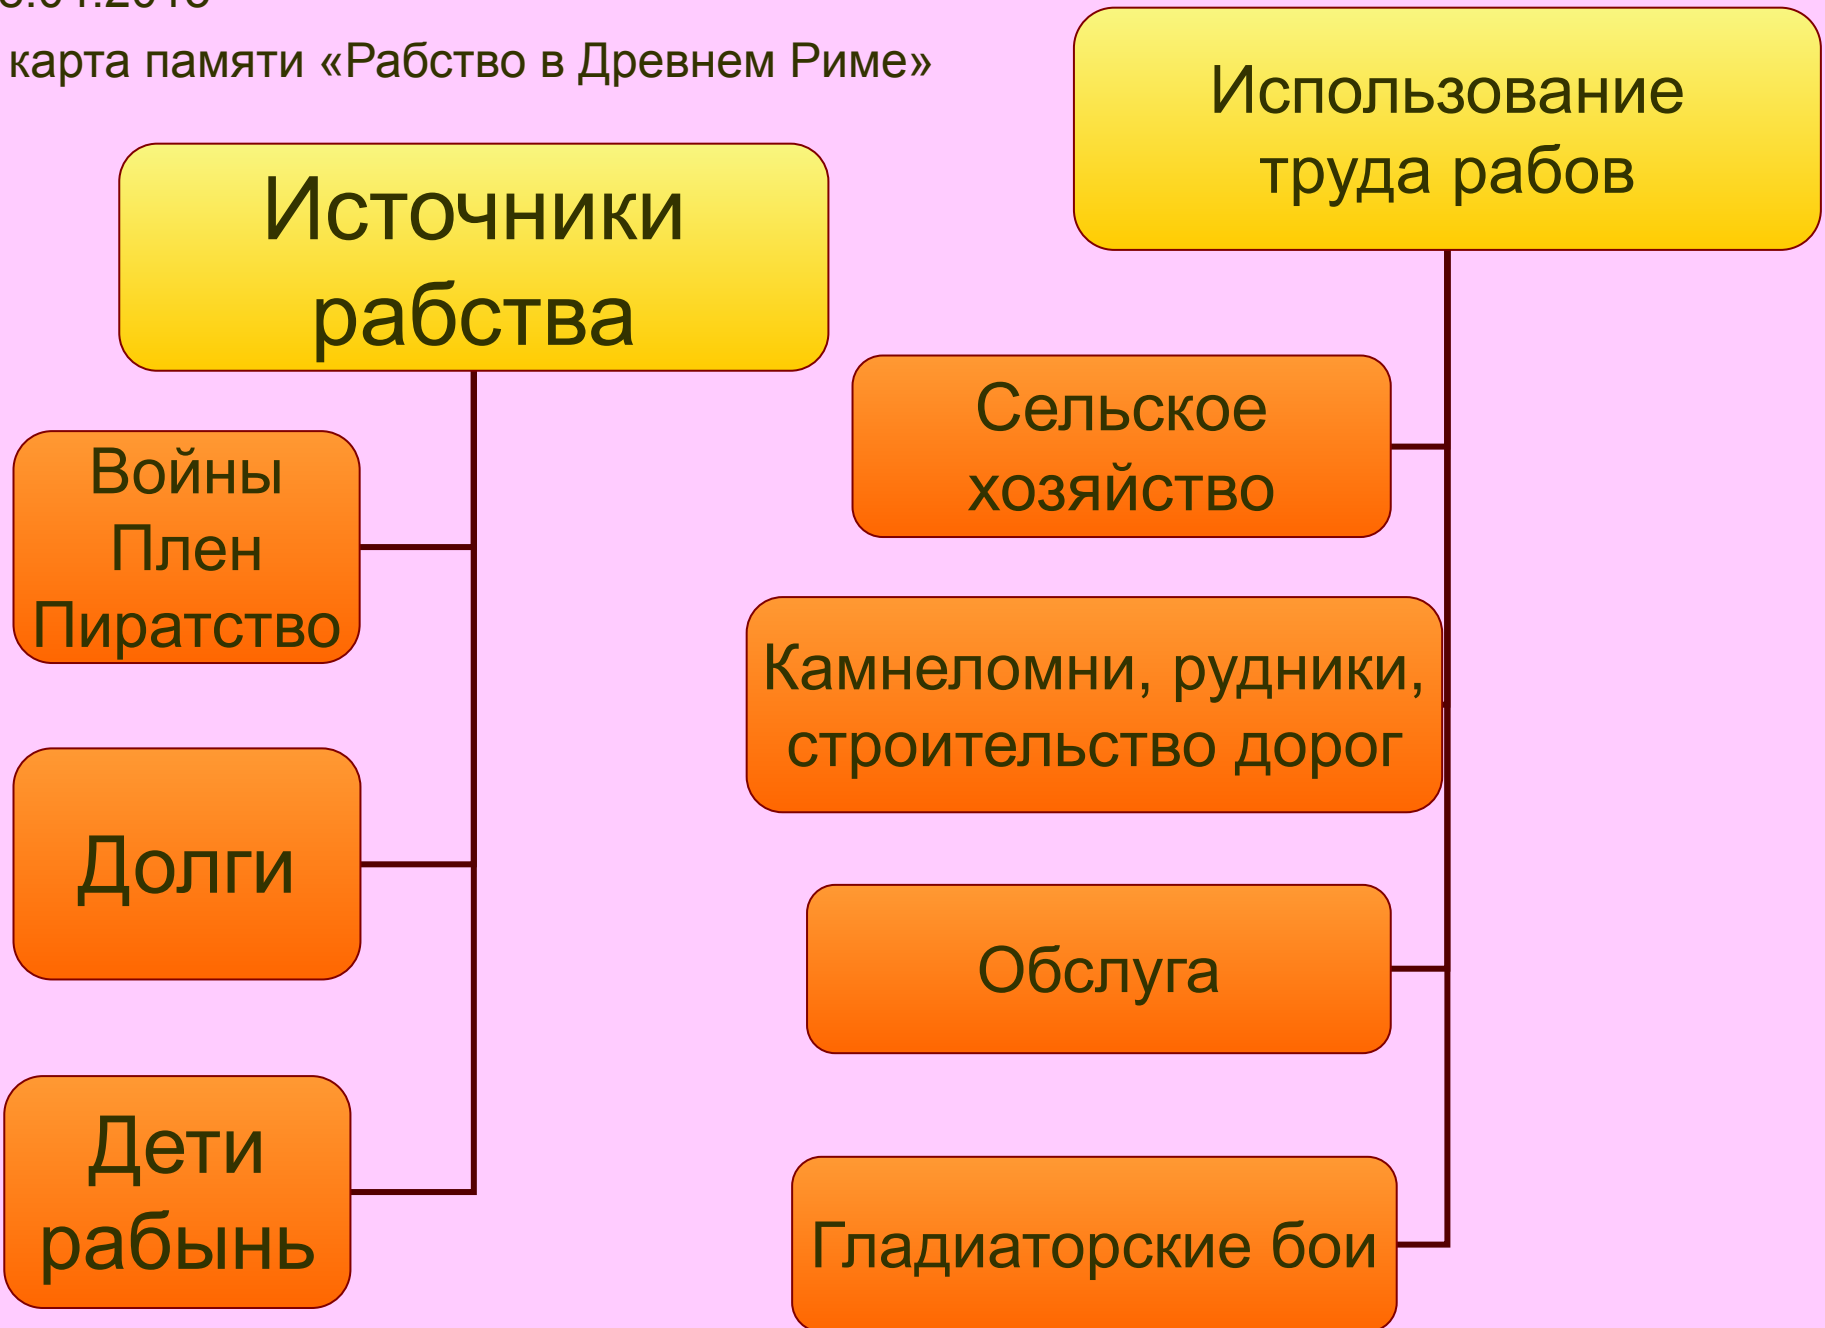 карта памяти «Рабство в Древнем Риме»
Источники
рабства
Войны
Плен
Пиратство
Долги
Дети
рабынь
Использование
труда рабов
Сельское
хозяйство
Камнеломни, рудники,
строительство дорог
Обслуга
Гладиаторские бои